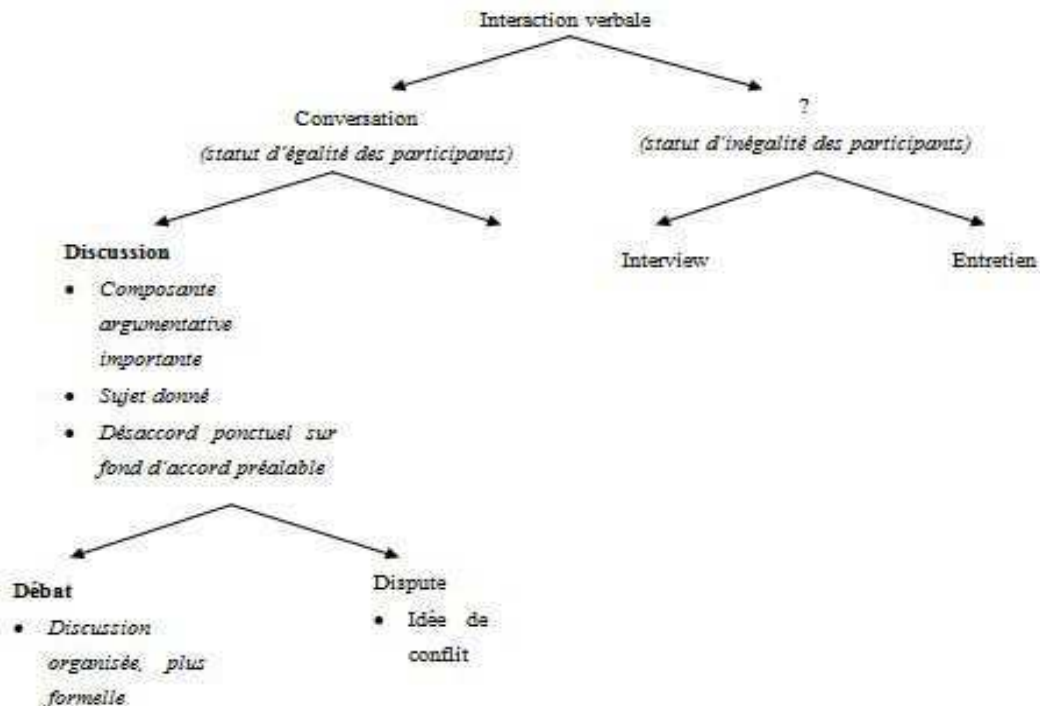 Interaction verbale
Conversation
(statut d'égalité des participants)
?
(statut d'inégalité des participants)
Discussion
• Composante
argumentative
importante
• Sujet donné
• Désaccord ponctuel sur
fond d'accord préalable
Interview
Entretien
Débat
• Discussion
organisée, plus
formelle
Dispute
• Idée de
conflit